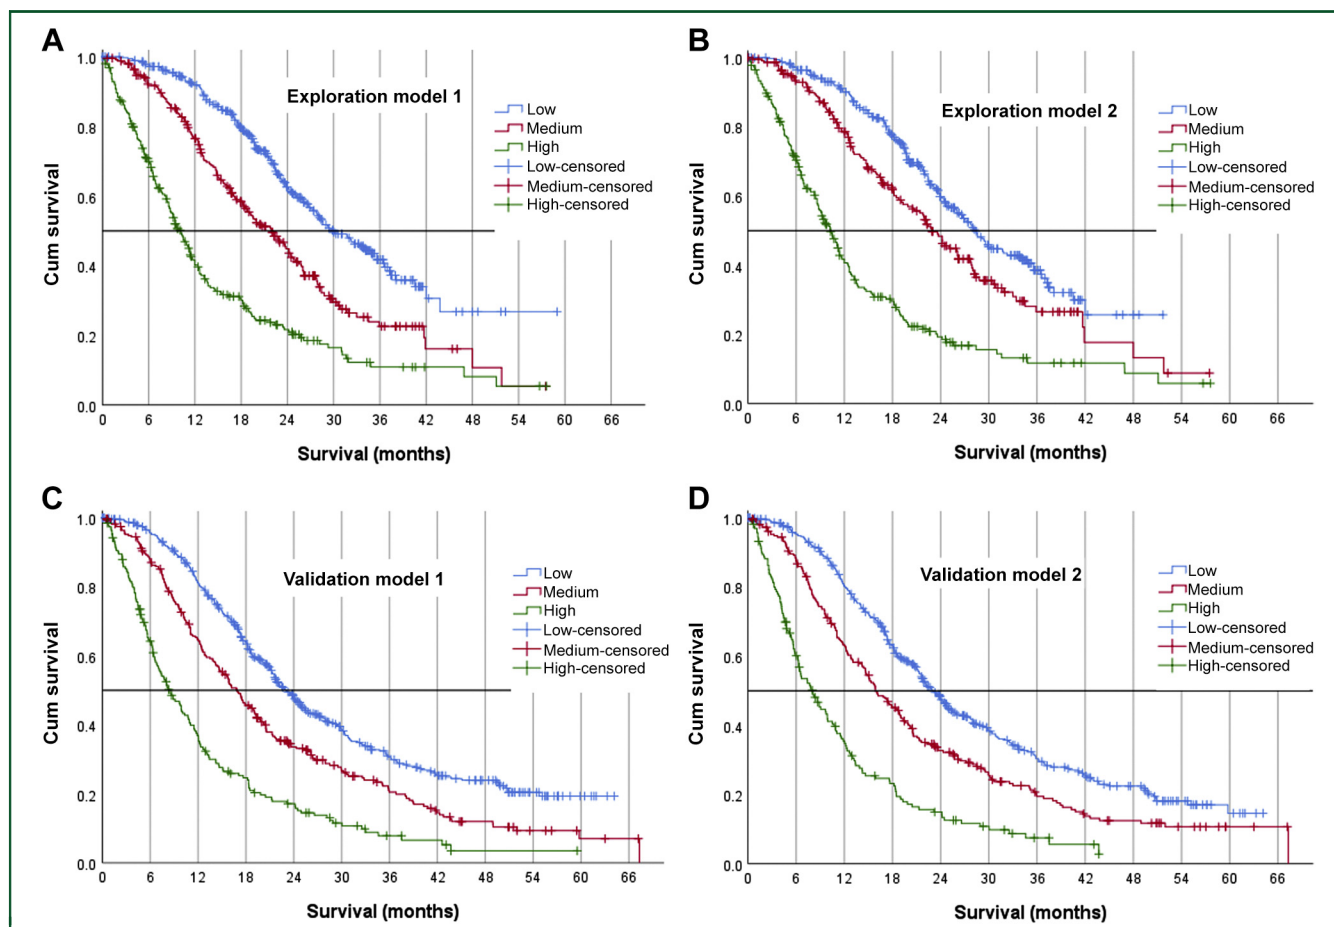 A
Exploration model 1
Cum survival
1.0
0.8
0.6
0.4
0.2
0.0
0 6 12 18 24 30 36 42 48 54 60 66
Survival (months)
Low
Medium
High
Low-censored
Medium-censored
High-censored
B
Exploration model 2
Cum survival
1.0
0.8
0.6
0.4
0.2
0.0
0 6 12 18 24 30 36 42 48 54 60 66
Survival (months)
Low
Medium
High
Low-censored
Medium-censored
High-censored
C
Validation model 1
Cum survival
1.0
0.8
0.6
0.4
0.2
0.0
0 6 12 18 24 30 36 42 48 54 60 66
Survival (months)
Low
Medium
High
Low-censored
Medium-censored
High-censored
D
Validation model 2
Cum survival
1.0
0.8
0.6
0.4
0.2
0.0
0 6 12 18 24 30 36 42 48 54 60 66
Survival (months)
Low
Medium
High
Low-censored
Medium-censored
High-censored